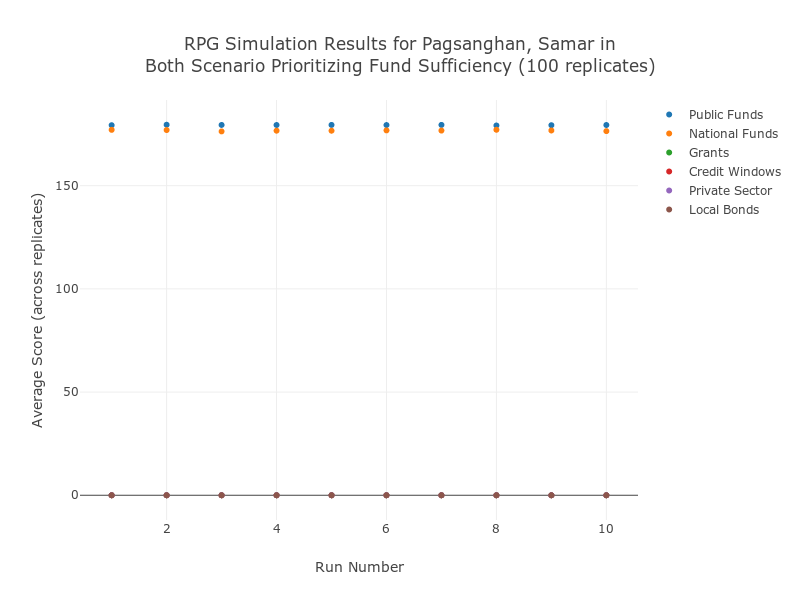 RPG Simulation Results for Pagsanghan, Samar in
Both Scenario Prioritizing Fund Sufficiency (100 replicates)
Public Funds
National Funds
Grants
Credit Windows
Private Sector
Local Bonds
Average Score (across replicates)
150
100
50
0
2
4
6
8
10
Run Number